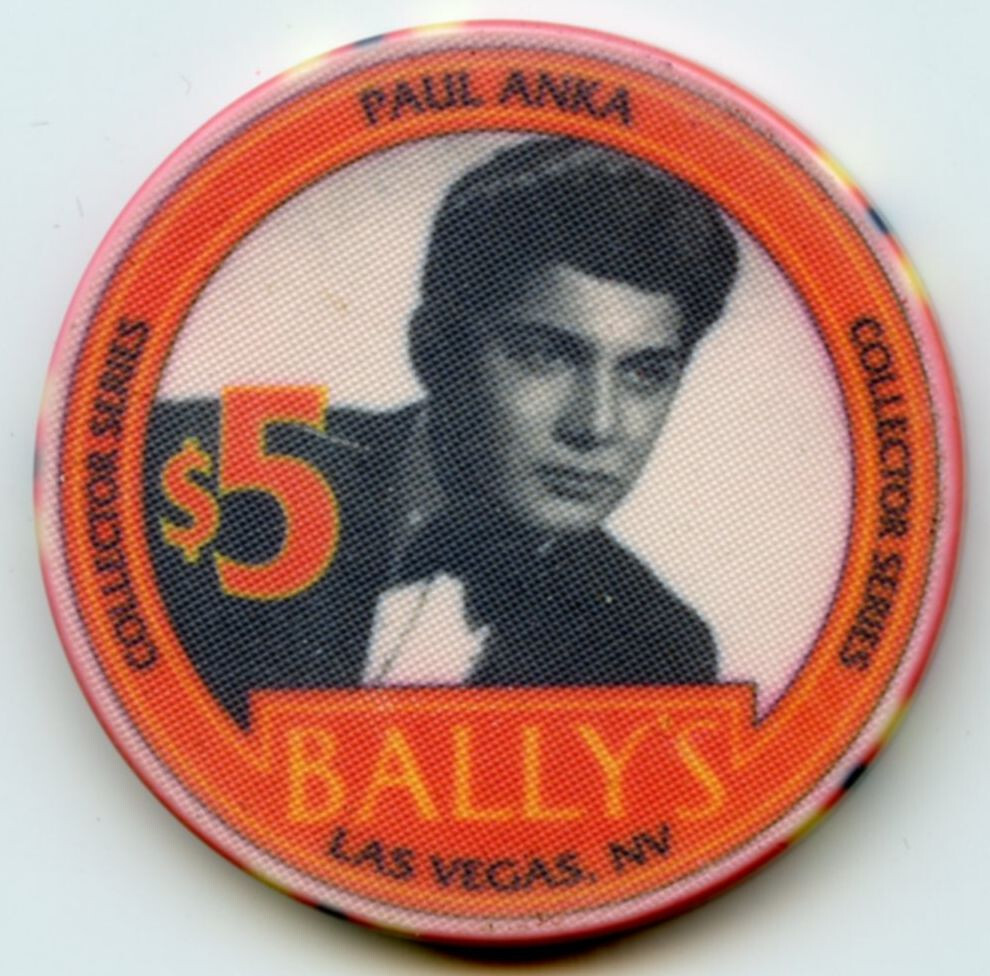 PAUL ANKA
COLLECTOR SERIES
COLLECTOR SERIES
$5
BALLY'S
LAS VEGAS, NV